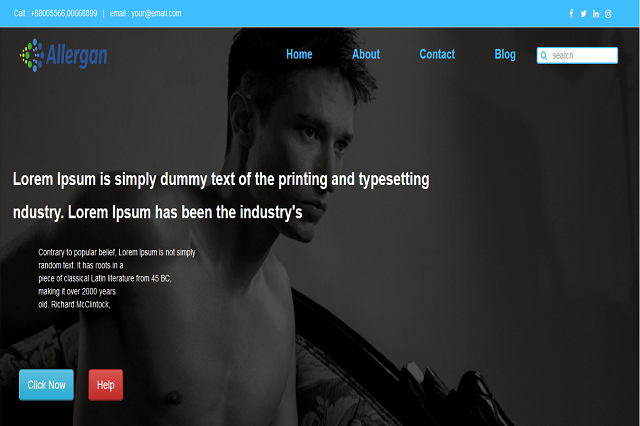 Call : +88005566,00668899 | email : your@email.com
Allergan
Home About Contact Blog search
Lorem Ipsum is simply dummy text of the printing and typesetting
ndustry. Lorem Ipsum has been the industry's
Contrary to popular belief, Lorem Ipsum is not simply
random text. It has roots in a
piece of classical Latin literature from 45 BC,
making it over 2000 years
old. Richard McClintock,
Click Now Help